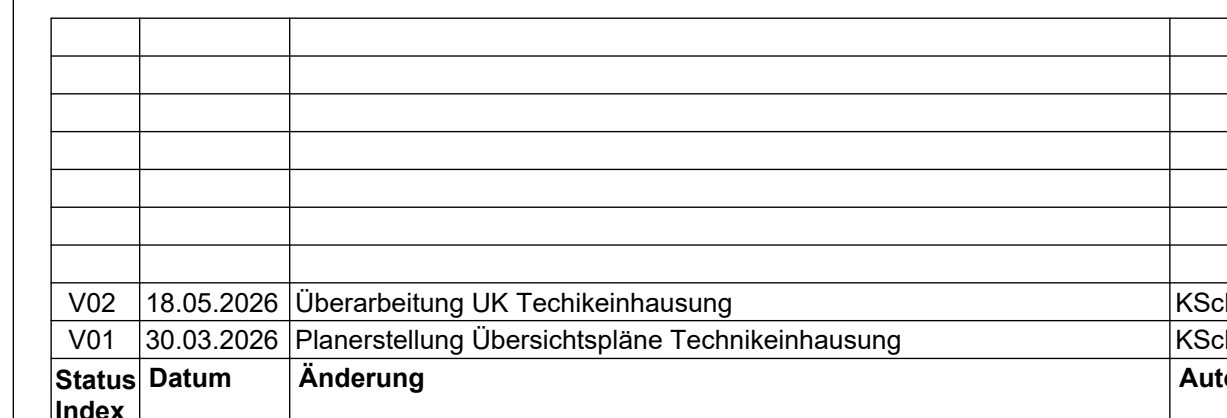 V02 18.05.2026 Überarbeitung UK Techikeinhausung
V01 30.03.2026 Planerstellung Übersichtspläne Technikeinhausung
Status Datum Änderung
Index